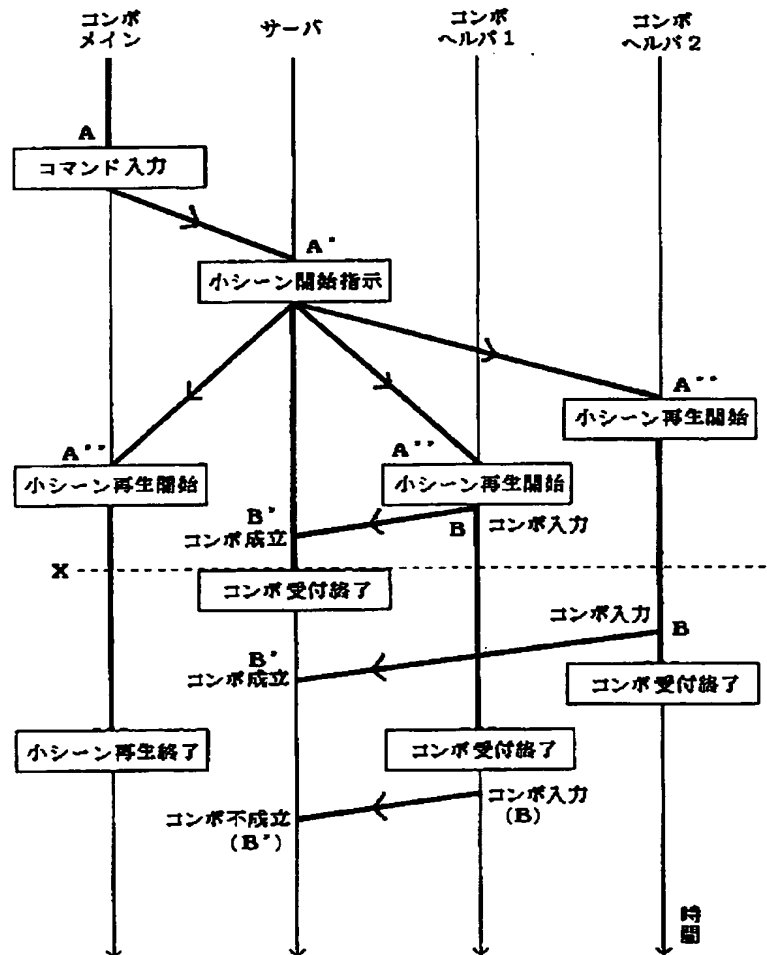 コンボ
メイン
サーバ
コンボ
ヘルパ1
コンボ
ヘルパ2
A
コマンド入力
A'
小シーン開始指示
A''
小シーン再生開始
A''
小シーン再生開始
A''
小シーン再生開始
B'
コンボ成立
B
コンボ入力
X
コンボ受付終了
コンボ入力
B
B'
コンボ成立
コンボ受付終了
小シーン再生終了
コンボ受付終了
コンボ入力
(B)
コンボ不成立
(B')
時間